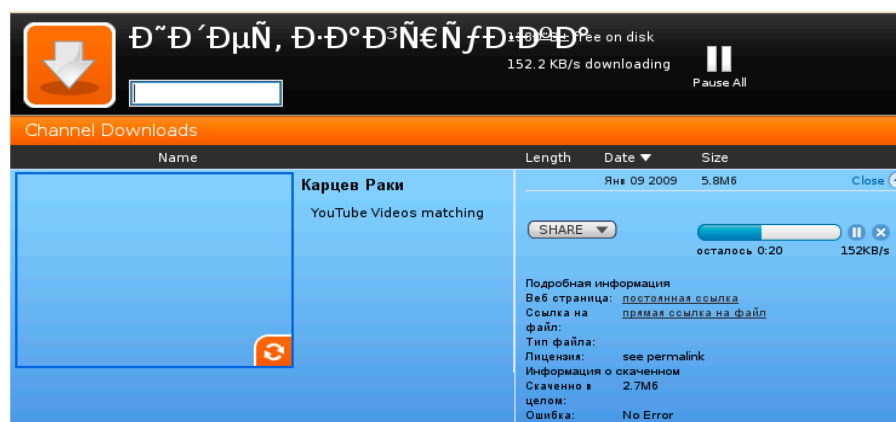 Ð˜Ð´ÐµÑ‚ Ð·Ð°Ð³Ñ€ÑƒÐ·ÐºÐ°
free on disk
152.2 KB/s downloading
Pause All
Channel Downloads
Name Length Date ▼ Size
Янв 09 2009 5.8Мб Close
Карцев Раки
YouTube Videos matching
SHARE ▼
осталось 0:20 152KB/s
Подробная информация
Веб страница: постоянная ссылка
Ссылка на прямая ссылка на файл
файл:
Тип файла:
Лицензия: see permalink
Информация о скаченном
Скаченно в 2.7Мб
целом:
Ошибка: No Error